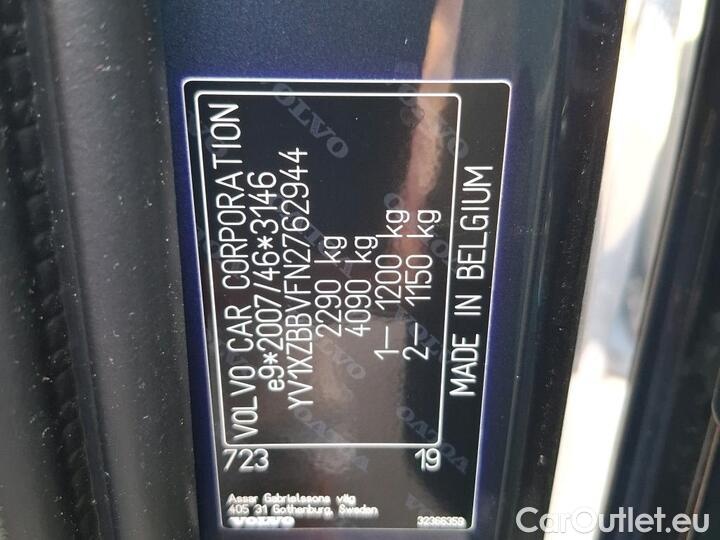 VOLVO CAR CORPORATION
e9*2007/46*3146
YV1XZBBVFN2762944
2290 kg
4090 kg
1– 1200 kg
2– 1150 kg
MADE IN BELGIUM
723
19
Assar Gabrielssons väg
405 31 Gothenburg, Sweden
VOLVO
32366359
CarOutlet.eu